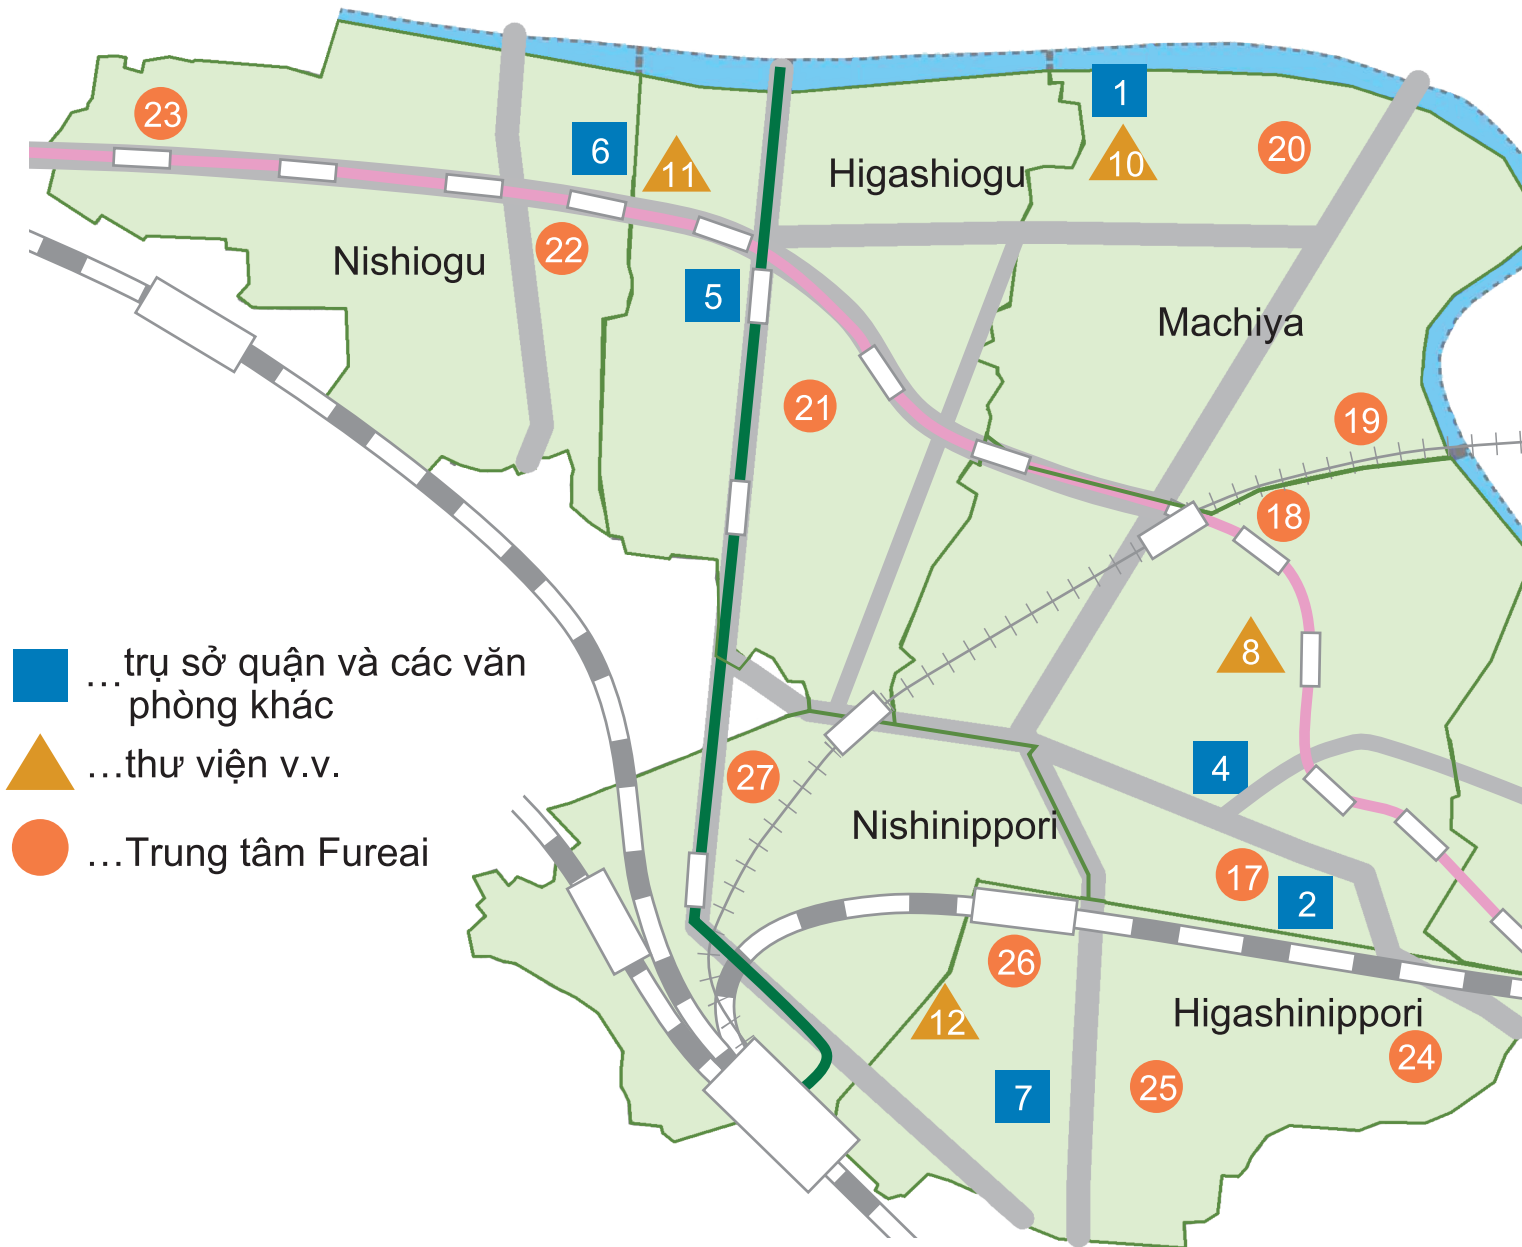 1
23
6
11
Higashiogu
10
20
Nishiogu
22
5
Machiya
21
19
18
8
…trụ sở quận và các văn
phòng khác
…thư viện v.v.
…Trung tâm Fureai
27
4
Nishinippori
17
2
26
12
Higashinippori
7
25
24